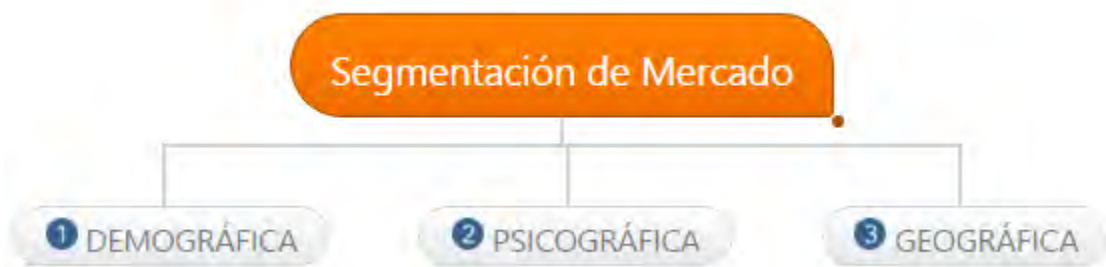 Segmentación de Mercado
1 DEMOGRÁFICA
2 PSICOGRÁFICA
3 GEOGRÁFICA